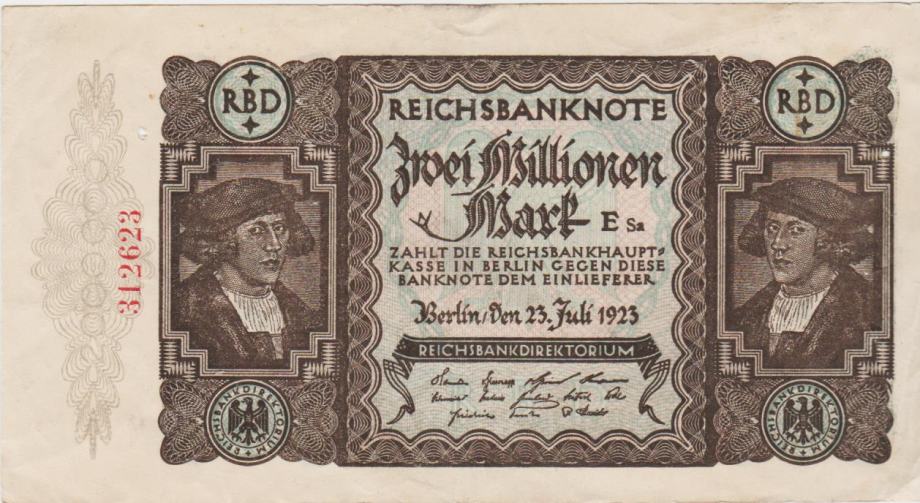 RBD
RBD
REICHSBANKNOTE
Zwei Millionen
Mark E Sa
ZAHLT DIE REICHSBANKHAUPT=
KASSE IN BERLIN GEGEN DIESE
BANKNOTE DEM EINLIEFERER
Berlin, den 23. Juli 1923
REICHSBANKDIREKTORIUM
312623
REICHSBANKDIREKTORIUM
REICHSBANKDIREKTORIUM